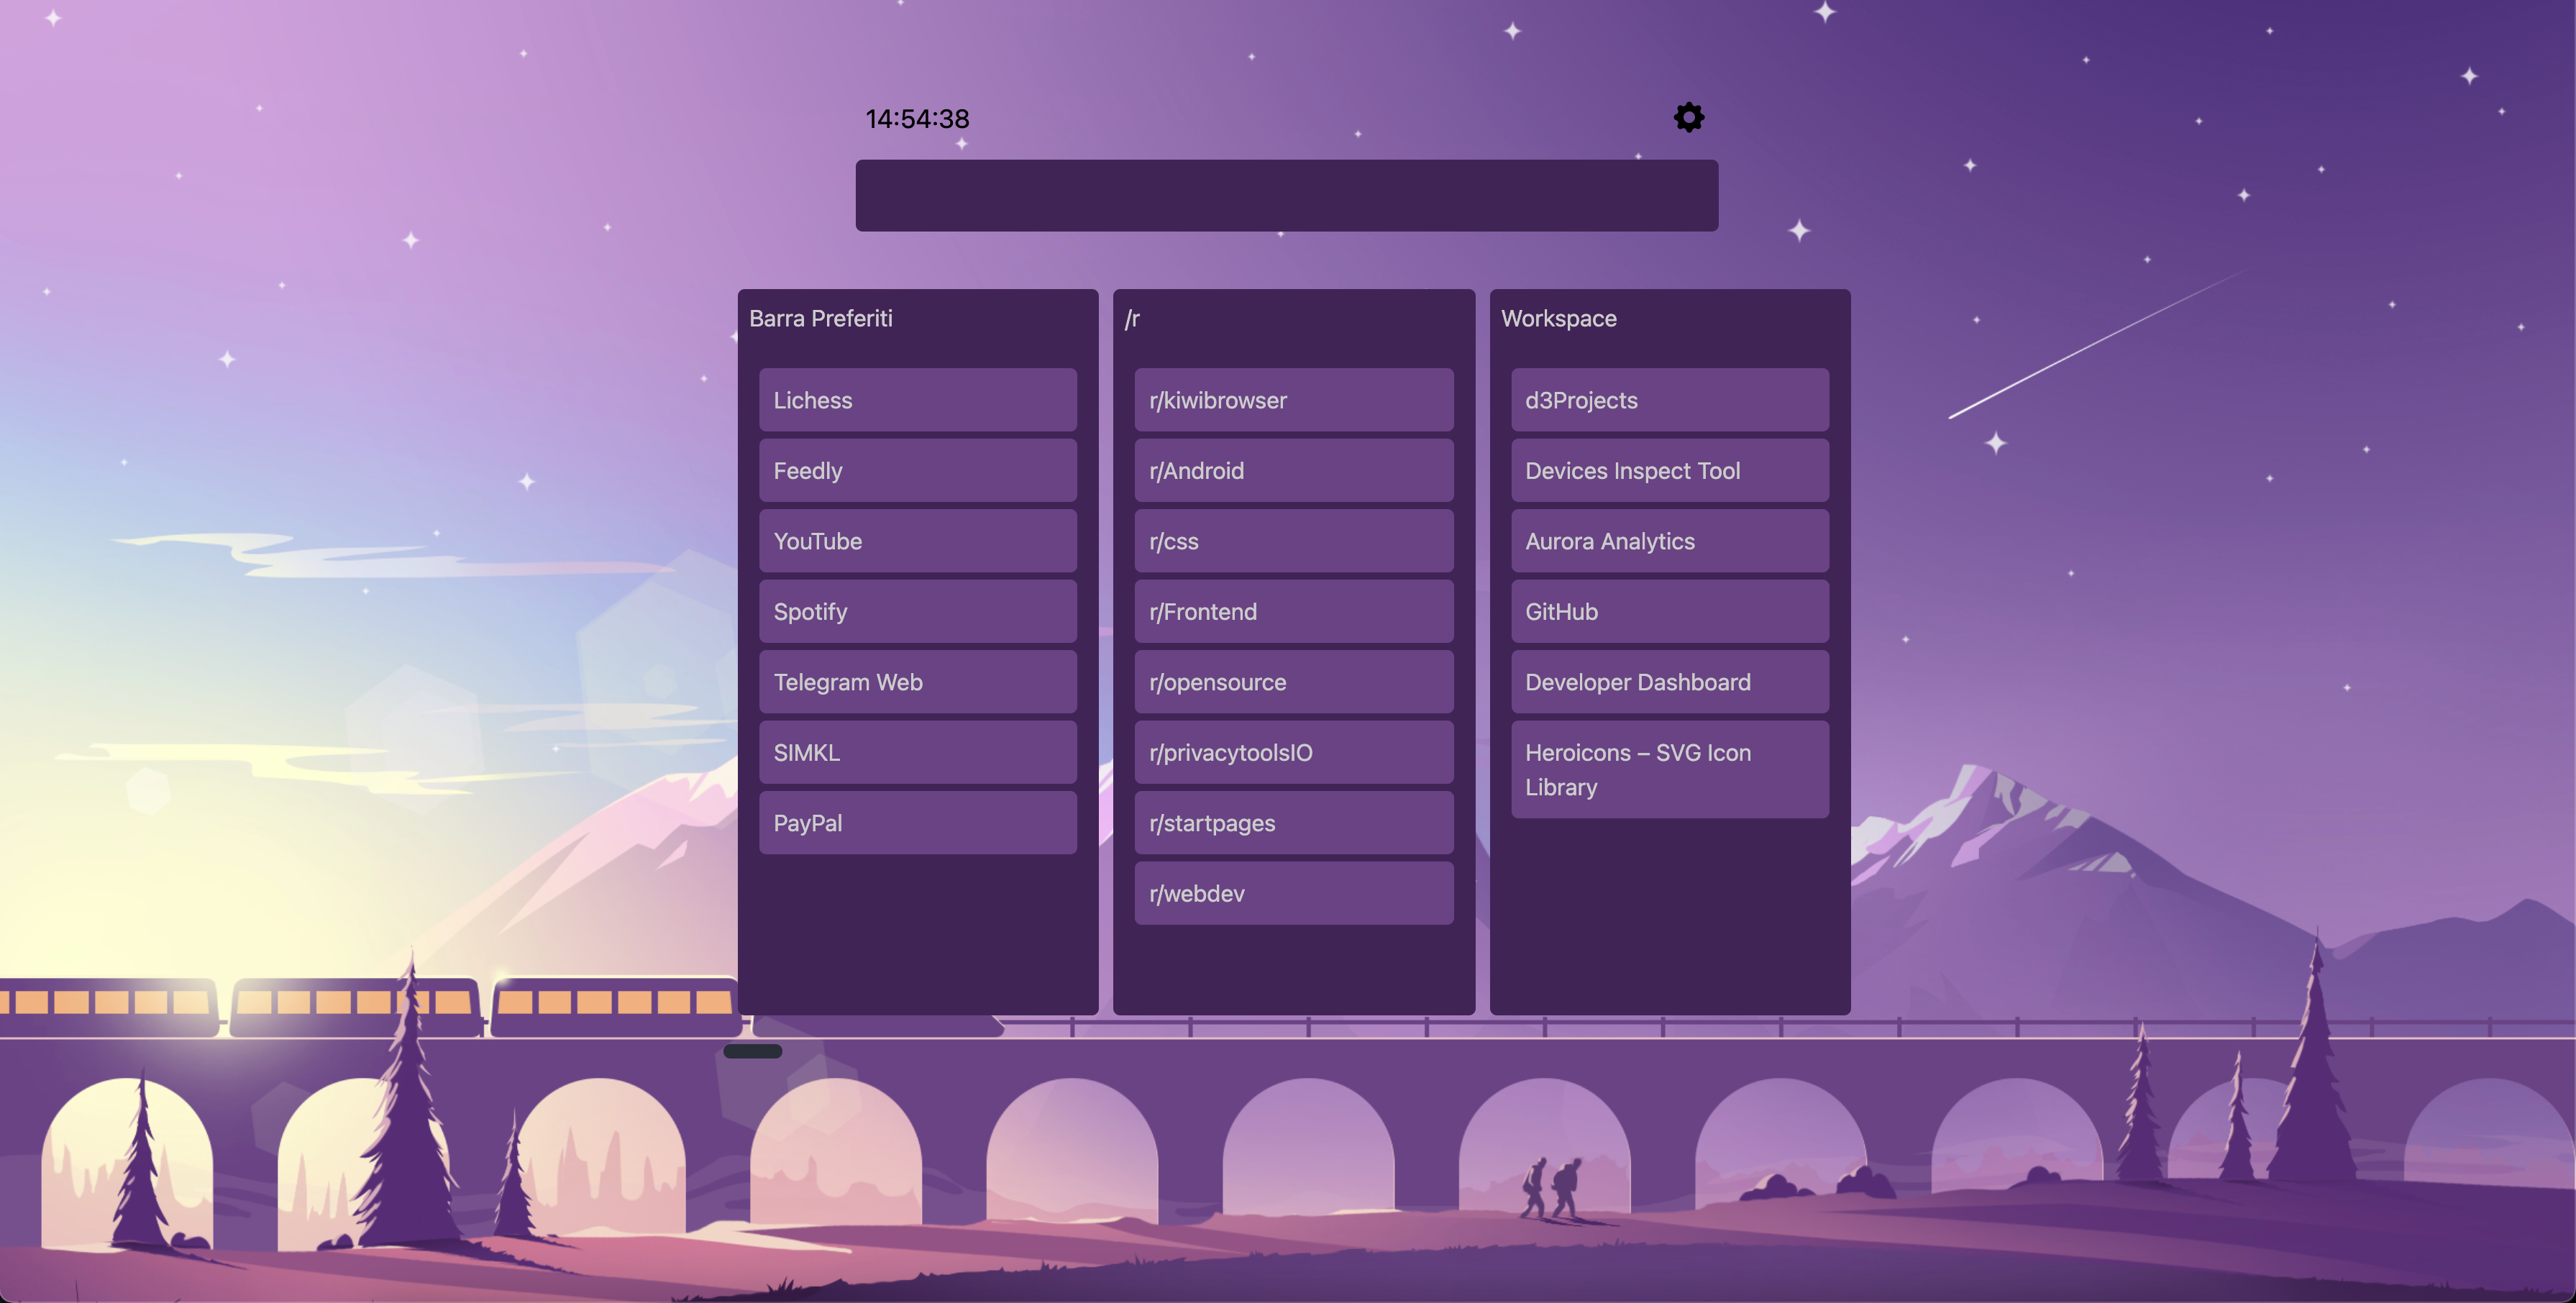 14:54:38
Barra Preferiti
Lichess
Feedly
YouTube
Spotify
Telegram Web
SIMKL
PayPal
/r
r/kiwibrowser
r/Android
r/css
r/Frontend
r/opensource
r/privacytoolsIO
r/startpages
r/webdev
Workspace
d3Projects
Devices Inspect Tool
Aurora Analytics
GitHub
Developer Dashboard
Heroicons – SVG Icon
Library